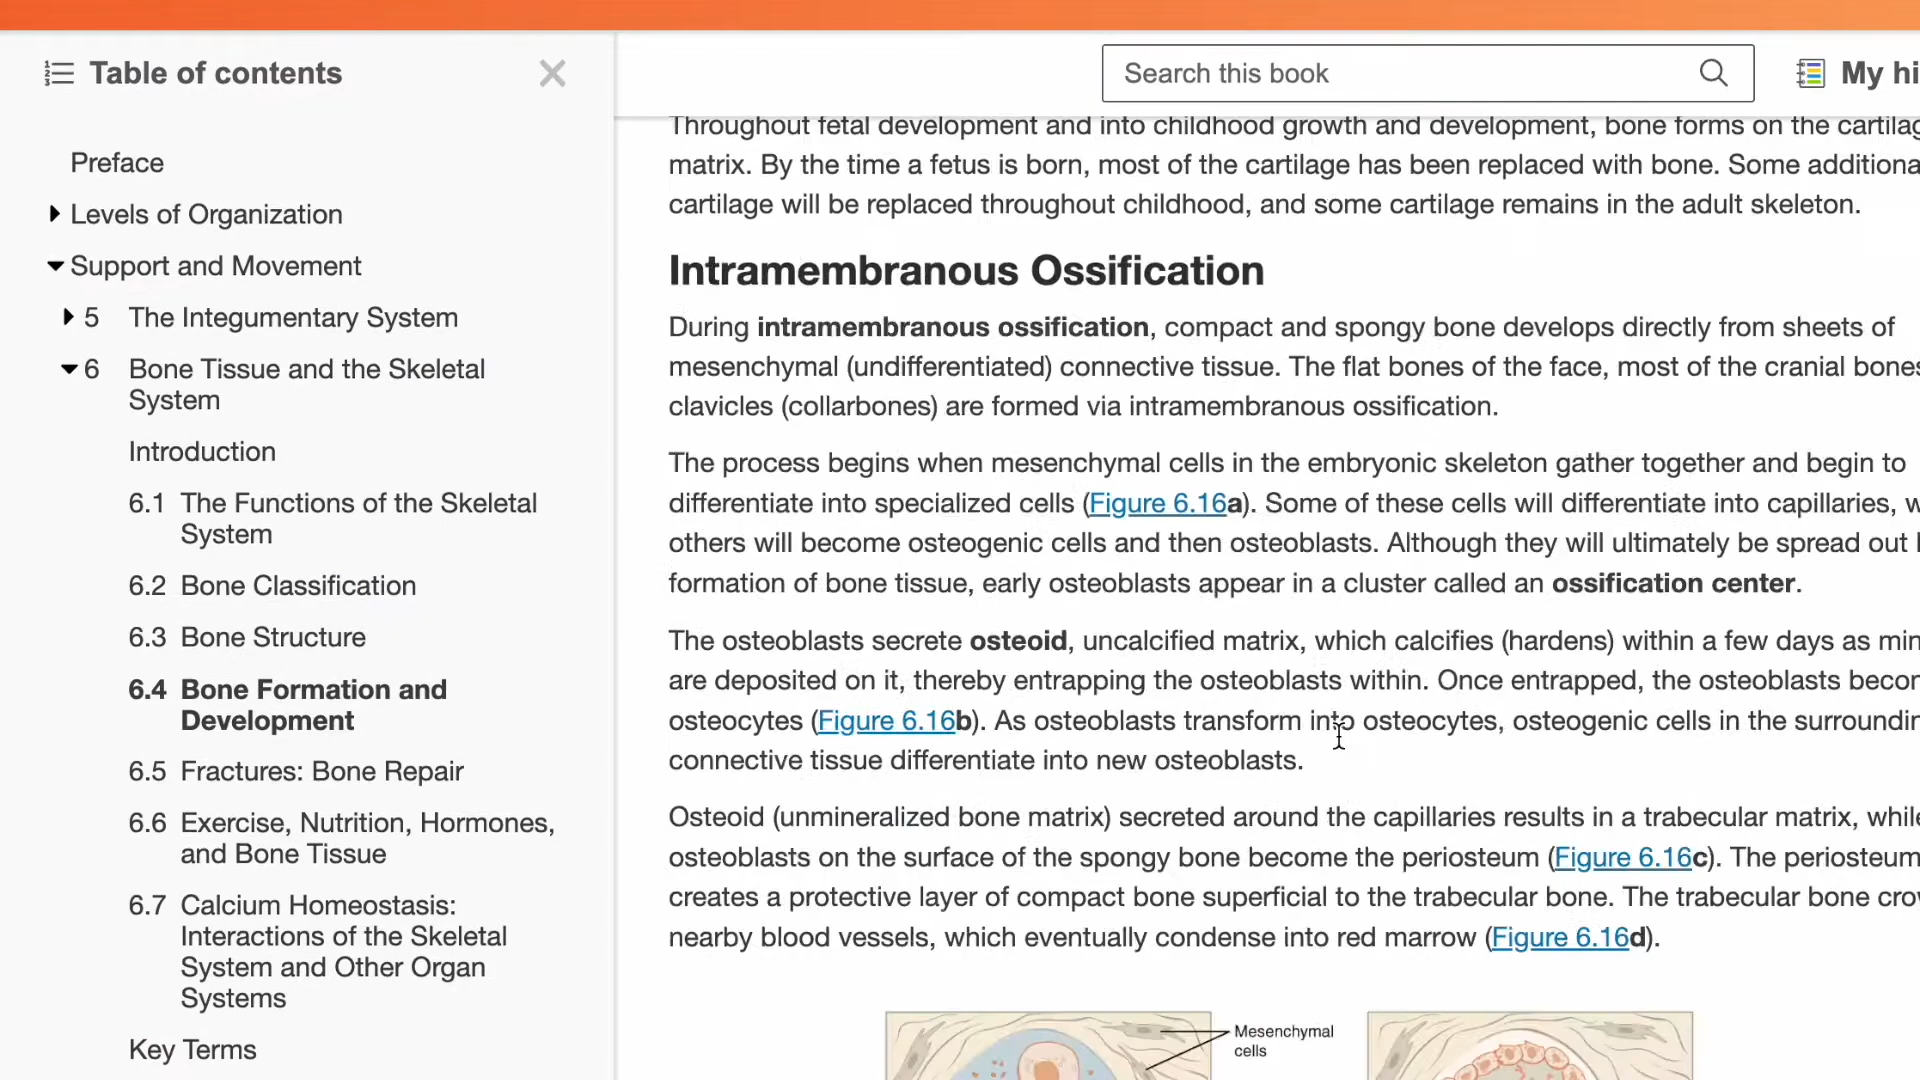 Table of contents
Search this book
My hi
Preface
Levels of Organization
Support and Movement
5 The Integumentary System
6 Bone Tissue and the Skeletal
System
Introduction
6.1 The Functions of the Skeletal
System
6.2 Bone Classification
6.3 Bone Structure
6.4 Bone Formation and
Development
6.5 Fractures: Bone Repair
6.6 Exercise, Nutrition, Hormones,
and Bone Tissue
6.7 Calcium Homeostasis:
Interactions of the Skeletal
System and Other Organ
Systems
Key Terms
Throughout fetal development and into childhood growth and development, bone forms on the cartilag
matrix. By the time a fetus is born, most of the cartilage has been replaced with bone. Some additiona
cartilage will be replaced throughout childhood, and some cartilage remains in the adult skeleton.
Intramembranous Ossification
During intramembranous ossification, compact and spongy bone develops directly from sheets of
mesenchymal (undifferentiated) connective tissue. The flat bones of the face, most of the cranial bones
clavicles (collarbones) are formed via intramembranous ossification.
The process begins when mesenchymal cells in the embryonic skeleton gather together and begin to
differentiate into specialized cells (Figure 6.16a). Some of these cells will differentiate into capillaries, w
others will become osteogenic cells and then osteoblasts. Although they will ultimately be spread out
formation of bone tissue, early osteoblasts appear in a cluster called an ossification center.
The osteoblasts secrete osteoid, uncalcified matrix, which calcifies (hardens) within a few days as min
are deposited on it, thereby entrapping the osteoblasts within. Once entrapped, the osteoblasts becor
osteocytes (Figure 6.16b). As osteoblasts transform into osteocytes, osteogenic cells in the surroundin
connective tissue differentiate into new osteoblasts.
Osteoid (unmineralized bone matrix) secreted around the capillaries results in a trabecular matrix, while
osteoblasts on the surface of the spongy bone become the periosteum (Figure 6.16c). The periosteum
creates a protective layer of compact bone superficial to the trabecular bone. The trabecular bone crov
nearby blood vessels, which eventually condense into red marrow (Figure 6.16d).
Mesenchymal
cells